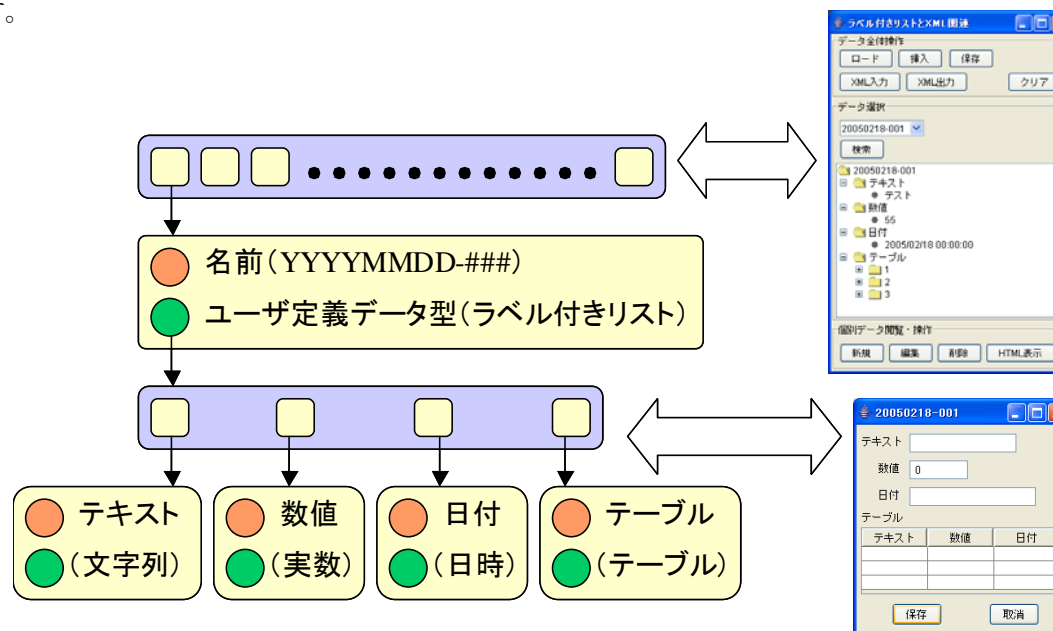 す。
ラベル付きリストとXML関連
データ全体操作
ロード 挿入 保存
XML入力 XML出力 クリア
データ選択
20050218-001
検索
20050218-001
テキスト
テスト
数値
55
日付
2005/02/18 00:00:00
テーブル
1
2
3
個別データ閲覧・操作
新規 編集 削除 HTML表示
名前(YYYYMMDD-###)
ユーザ定義データ型(ラベル付きリスト)
テキスト
(文字列)
数値
(実数)
日付
(日時)
テーブル
(テーブル)
20050218-001
テキスト
数値 0
日付
テーブル
テキスト 数値 日付
保存 取消